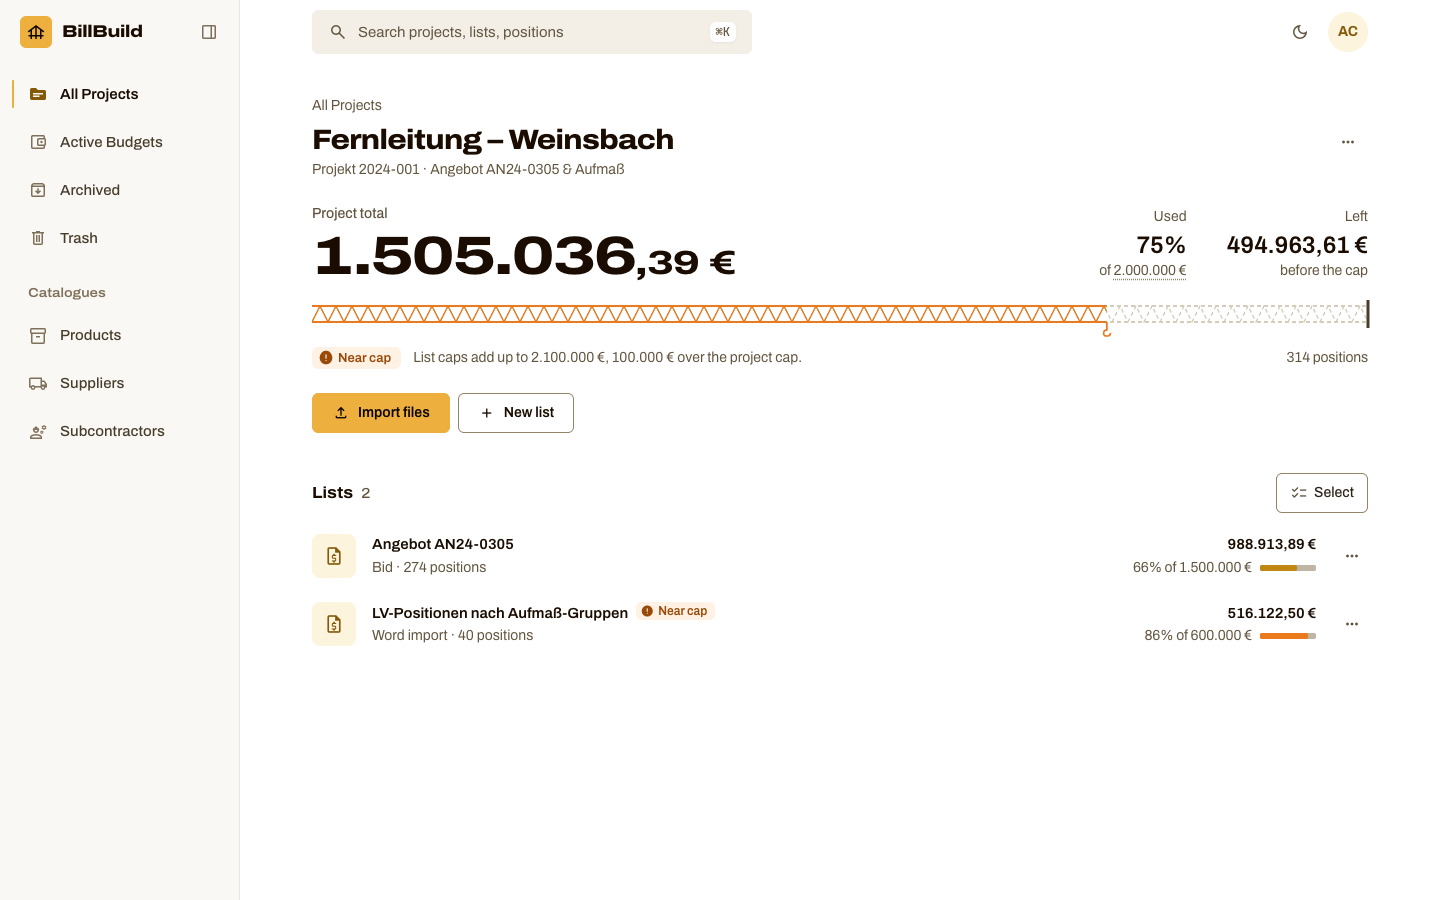 BillBuild
Search projects, lists, positions
⌘K
AC
All Projects
Active Budgets
Archived
Trash
Catalogues
Products
Suppliers
Subcontractors
All Projects
Fernleitung – Weinsbach
Projekt 2024-001 · Angebot AN24-0305 & Aufmaß
Project total
1.505.036,39 €
Used
75%
of 2.000.000 €
Left
494.963,61 €
before the cap
Near cap
List caps add up to 2.100.000 €, 100.000 € over the project cap.
314 positions
Import files
New list
Lists 2
Select
Angebot AN24-0305
Bid · 274 positions
988.913,89 €
66% of 1.500.000 €
LV-Positionen nach Aufmaß-Gruppen
Near cap
Word import · 40 positions
516.122,50 €
86% of 600.000 €